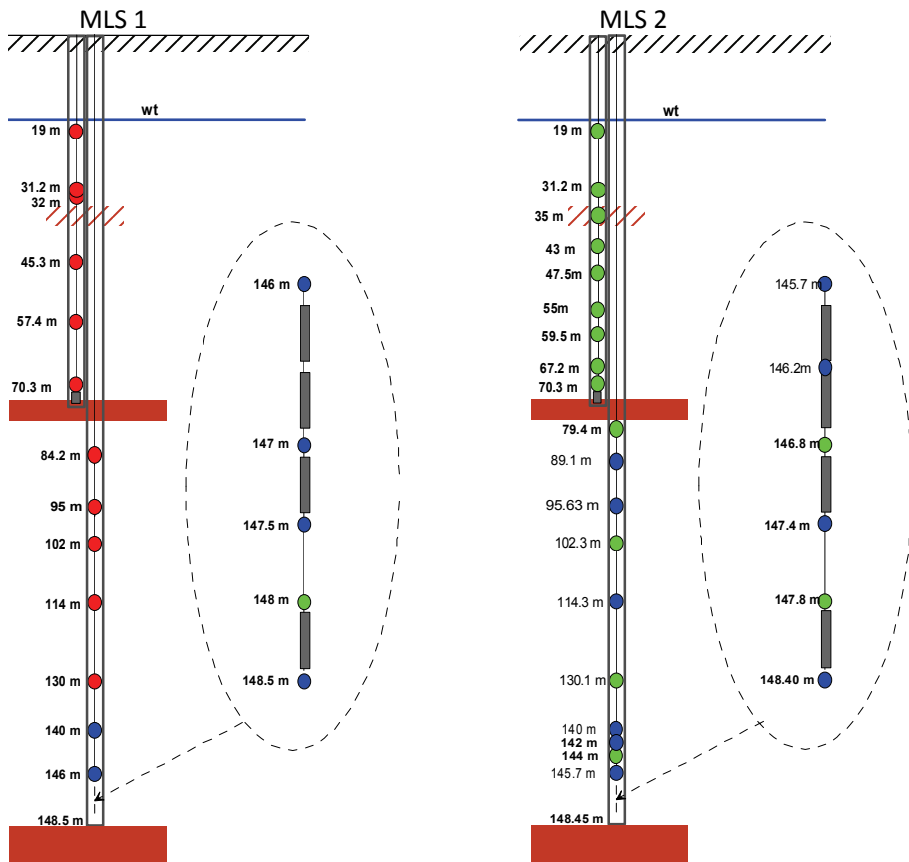 MLS 1
wt
19 m
31.2 m
32 m
45.3 m
57.4 m
70.3 m
84.2 m
95 m
102 m
114 m
130 m
140 m
146 m
148.5 m
146 m
147 m
147.5 m
148 m
148.5 m
MLS 2
wt
19 m
31.2 m
35 m
43 m
47.5m
55m
59.5 m
67.2 m
70.3 m
79.4 m
89.1 m
95.63 m
102.3 m
114.3 m
130.1 m
140 m
142 m
144 m
145.7 m
148.45 m
145.7 m
146.2m
146.8 m
147.4 m
147.8 m
148.40 m